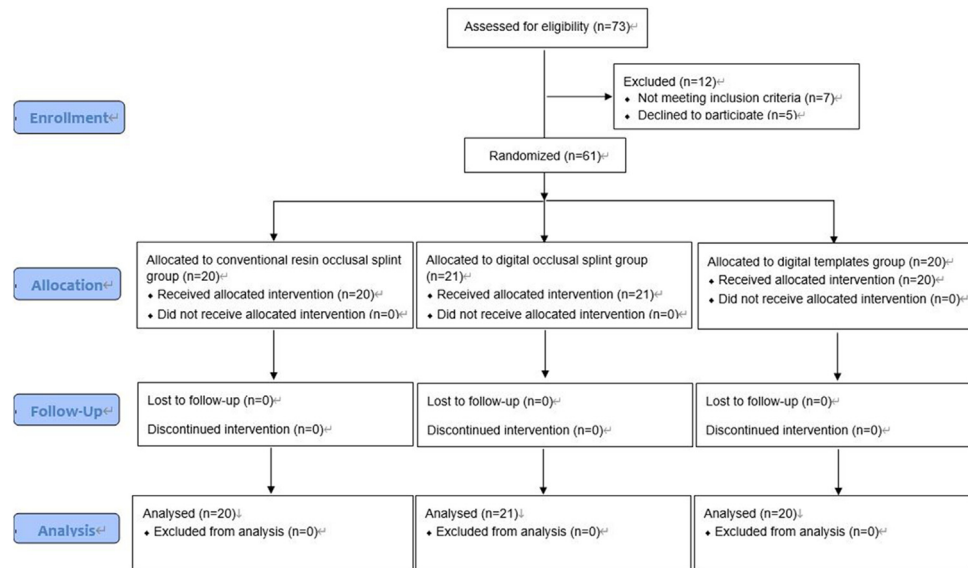 Assessed for eligibility (n=73)
Excluded (n=12)
⬥ Not meeting inclusion criteria (n=7)
⬥ Declined to participate (n=5)
Enrollment
Randomized (n=61)
Allocation
Allocated to conventional resin occlusal splint
group (n=20)
⬥ Received allocated intervention (n=20)
⬥ Did not receive allocated intervention (n=0)
Allocated to digital occlusal splint group
(n=21)
⬥ Received allocated intervention (n=21)
⬥ Did not receive allocated intervention (n=0)
Allocated to digital templates group (n=20)
⬥ Received allocated intervention (n=20)
⬥ Did not receive allocated intervention (n=0)
Follow-Up
Lost to follow-up (n=0)
Discontinued intervention (n=0)
Lost to follow-up (n=0)
Discontinued intervention (n=0)
Lost to follow-up (n=0)
Discontinued intervention (n=0)
Analysis
Analysed (n=20)
⬥ Excluded from analysis (n=0)
Analysed (n=21)
⬥ Excluded from analysis (n=0)
Analysed (n=20)
⬥ Excluded from analysis (n=0)